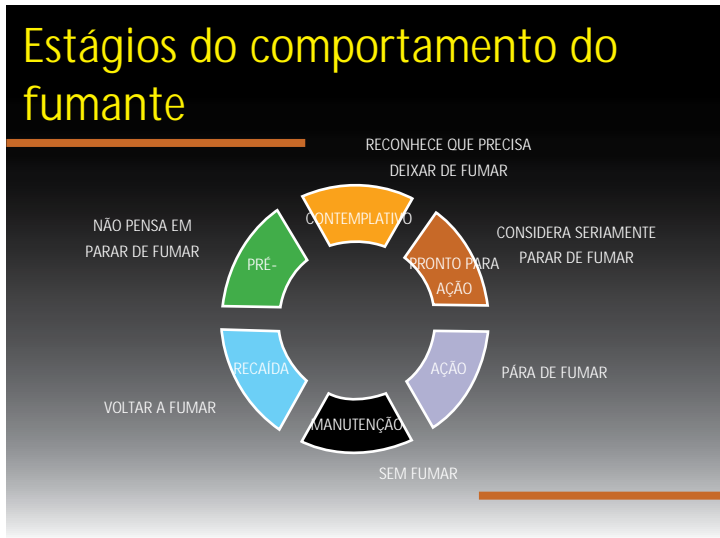 Estágios do comportamento do
fumante
RECONHECE QUE PRECISA
DEIXAR DE FUMAR
CONTEMPLATIVO
NÃO PENSA EM
PARAR DE FUMAR
PRÉ-
CONSIDERA SERIAMENTE
PARAR DE FUMAR
PRONTO PARA
AÇÃO
RECAÍDA
VOLTAR A FUMAR
AÇÃO
PÁRA DE FUMAR
MANUTENÇÃO
SEM FUMAR